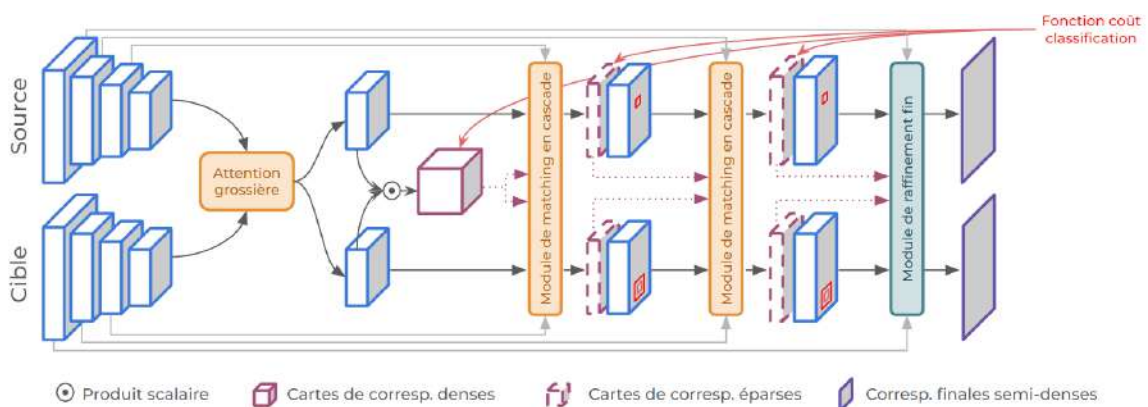 Fonction coût
classification
Source
Attention
grossière
Module de matching en cascade
Module de matching en cascade
Module de raffinement fin
Cible
Produit scalaire
Cartes de corresp. denses
Cartes de corresp. éparses
Corresp. finales semi-denses